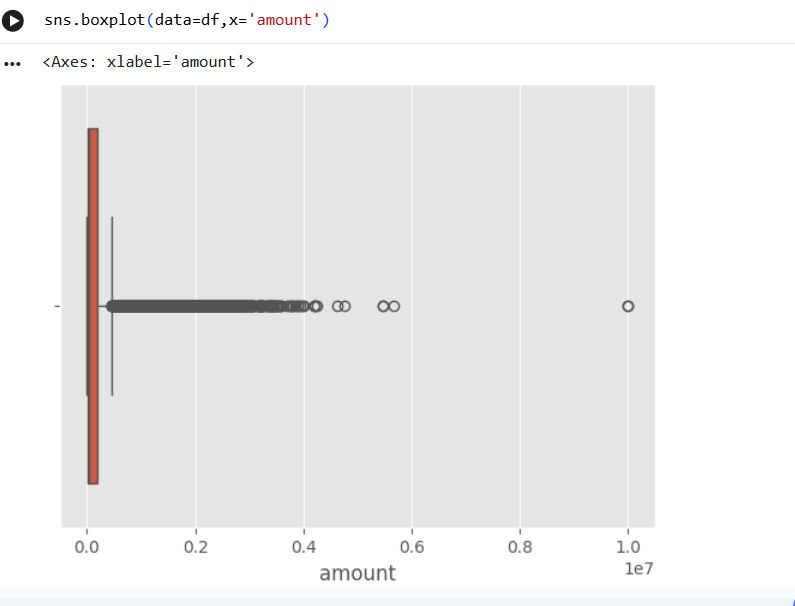 sns.boxplot(data=df,x='amount')
<Axes: xlabel='amount'>
0.0 0.2 0.4 0.6 0.8 1.0
1e7
amount